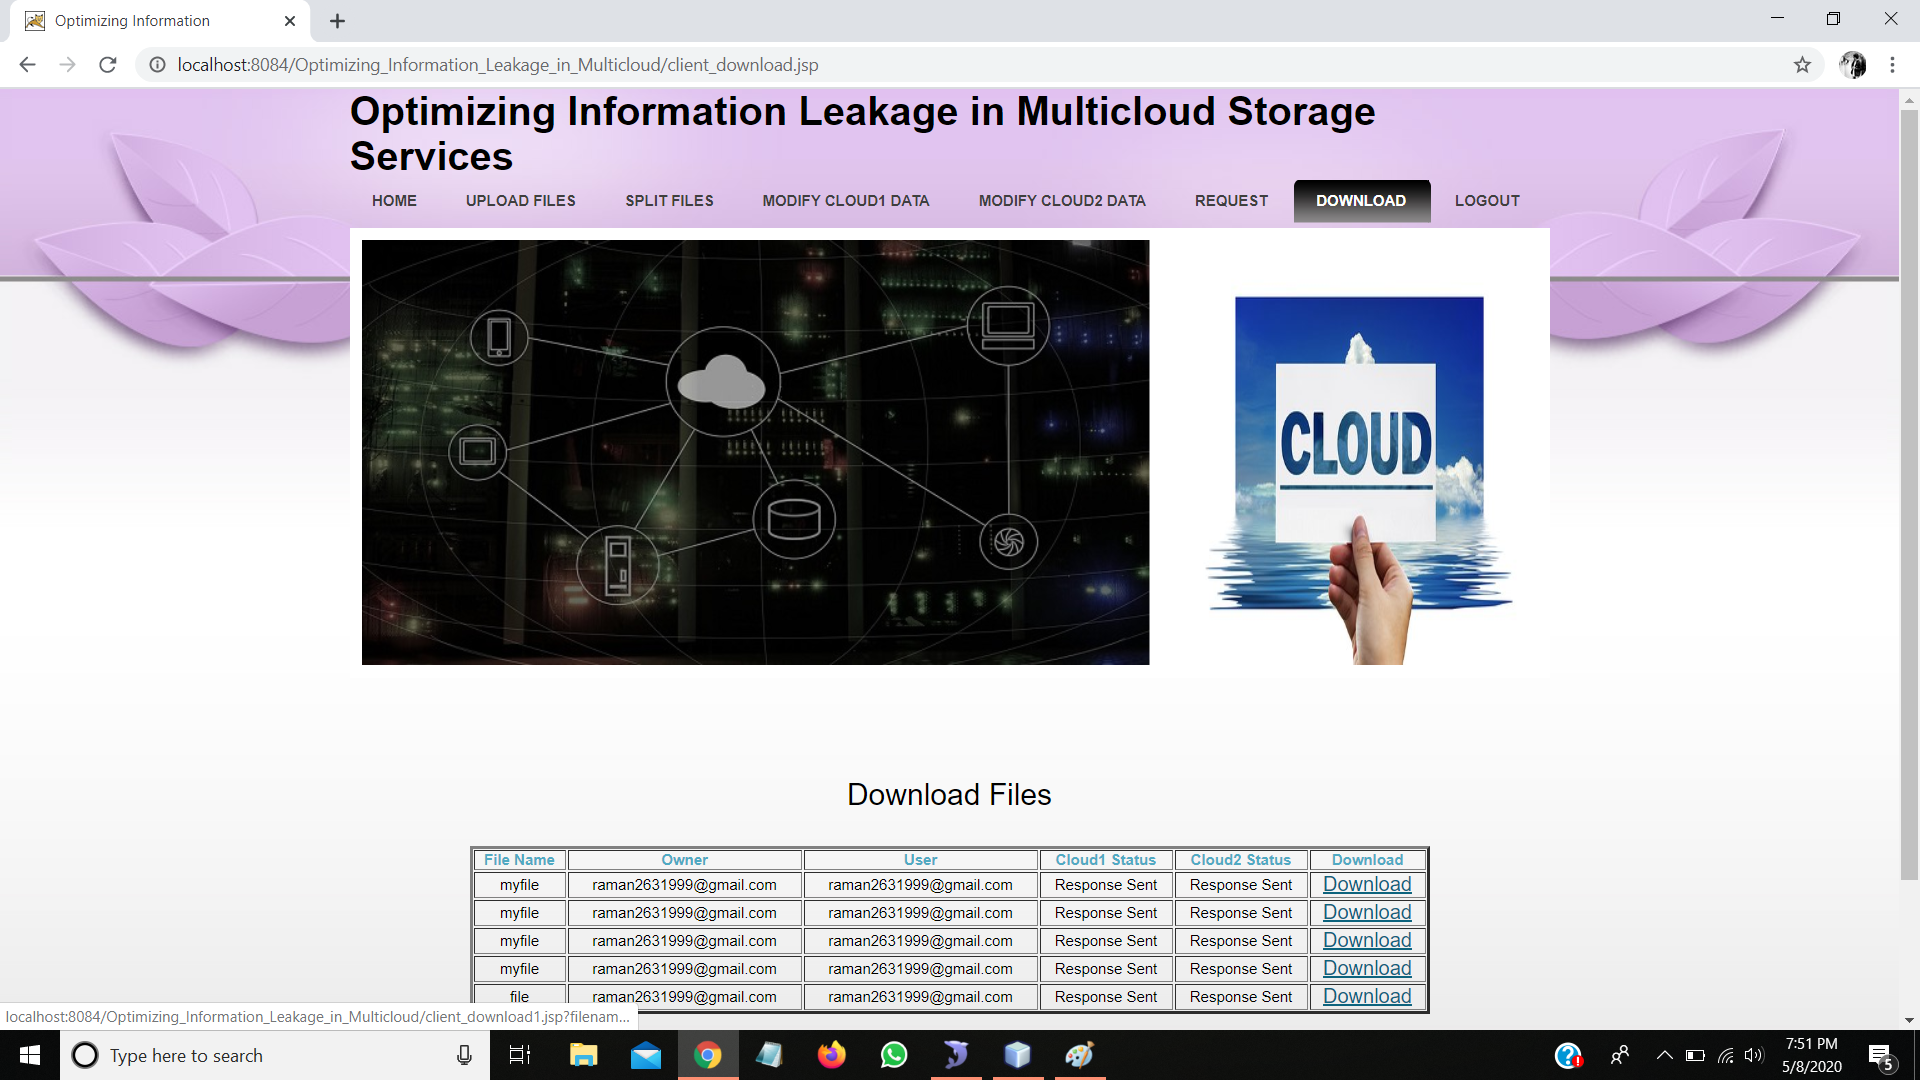 Optimizing Information
localhost:8084/Optimizing_Information_Leakage_in_Multicloud/client_download.jsp
Optimizing Information Leakage in Multicloud Storage
Services
HOME UPLOAD FILES SPLIT FILES MODIFY CLOUD1 DATA MODIFY CLOUD2 DATA REQUEST DOWNLOAD LOGOUT
CLOUD
Download Files
File Name Owner User Cloud1 Status Cloud2 Status Download
myfile raman2631999@gmail.com raman2631999@gmail.com Response Sent Response Sent Download
myfile raman2631999@gmail.com raman2631999@gmail.com Response Sent Response Sent Download
myfile raman2631999@gmail.com raman2631999@gmail.com Response Sent Response Sent Download
myfile raman2631999@gmail.com raman2631999@gmail.com Response Sent Response Sent Download
file raman2631999@gmail.com raman2631999@gmail.com Response Sent Response Sent Download
localhost:8084/Optimizing_Information_Leakage_in_Multicloud/client_download1.jsp?filenam...
Type here to search
7:51 PM
5/8/2020
5